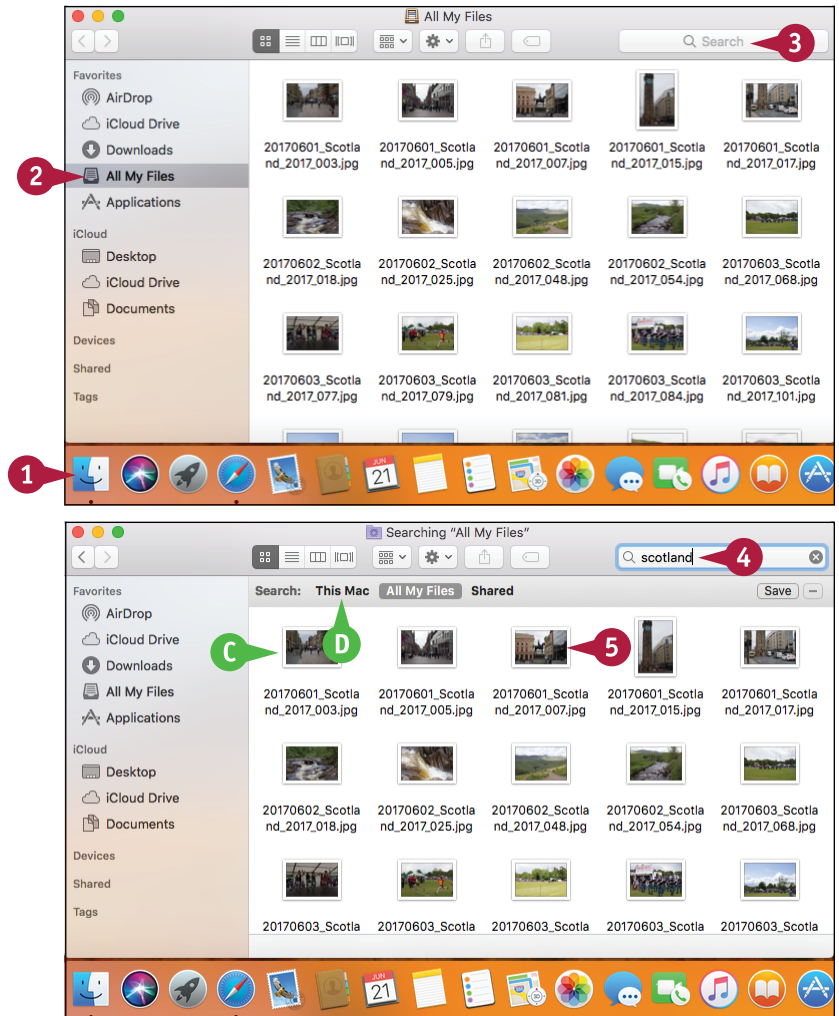 All My Files
Search
3
Favorites
AirDrop
iCloud Drive
Downloads
2
All My Files
Applications
iCloud
Desktop
iCloud Drive
Documents
Devices
Shared
Tags
20170601_Scotla 20170601_Scotla 20170601_Scotla 20170601_Scotla 20170601_Scotla
nd_2017_003.jpg nd_2017_005.jpg nd_2017_007.jpg nd_2017_015.jpg nd_2017_017.jpg
20170602_Scotla 20170602_Scotla 20170602_Scotla 20170602_Scotla 20170603_Scotla
nd_2017_018.jpg nd_2017_025.jpg nd_2017_048.jpg nd_2017_054.jpg nd_2017_068.jpg
20170603_Scotla 20170603_Scotla 20170603_Scotla 20170603_Scotla 20170603_Scotla
nd_2017_077.jpg nd_2017_079.jpg nd_2017_081.jpg nd_2017_084.jpg nd_2017_101.jpg
1
JUN
21
Searching “All My Files”
scotland
4
Search: This Mac All My Files Shared Save
Favorites
AirDrop
iCloud Drive
Downloads
All My Files
Applications
iCloud
Desktop
iCloud Drive
Documents
Devices
Shared
Tags
C
D
5
20170601_Scotla 20170601_Scotla 20170601_Scotla 20170601_Scotla 20170601_Scotla
nd_2017_003.jpg nd_2017_005.jpg nd_2017_007.jpg nd_2017_015.jpg nd_2017_017.jpg
20170602_Scotla 20170602_Scotla 20170602_Scotla 20170602_Scotla 20170603_Scotla
nd_2017_018.jpg nd_2017_025.jpg nd_2017_048.jpg nd_2017_054.jpg nd_2017_068.jpg
20170603_Scotla 20170603_Scotla 20170603_Scotla 20170603_Scotla 20170603_Scotla
JUN
21